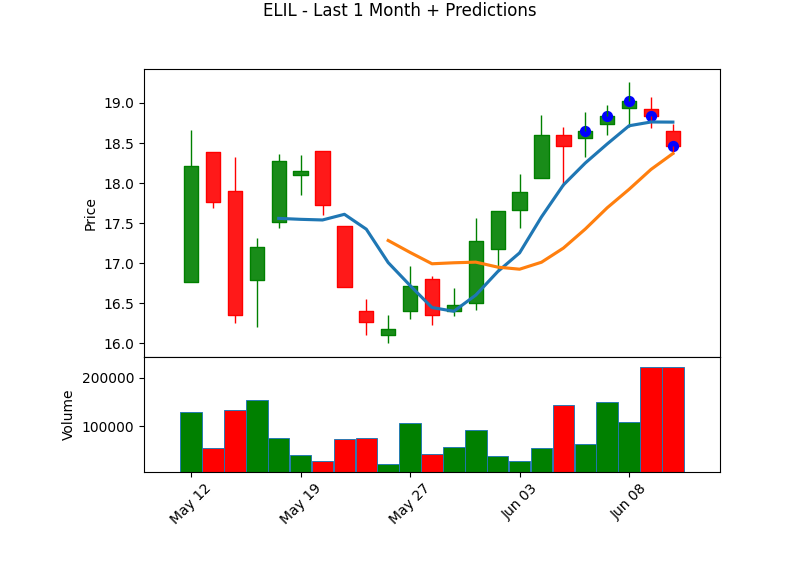 ELIL - Last 1 Month + Predictions
19.0
18.5
18.0
17.5
17.0
16.5
16.0
Price
200000
100000
Volume
May 12
May 19
May 27
Jun 03
Jun 08